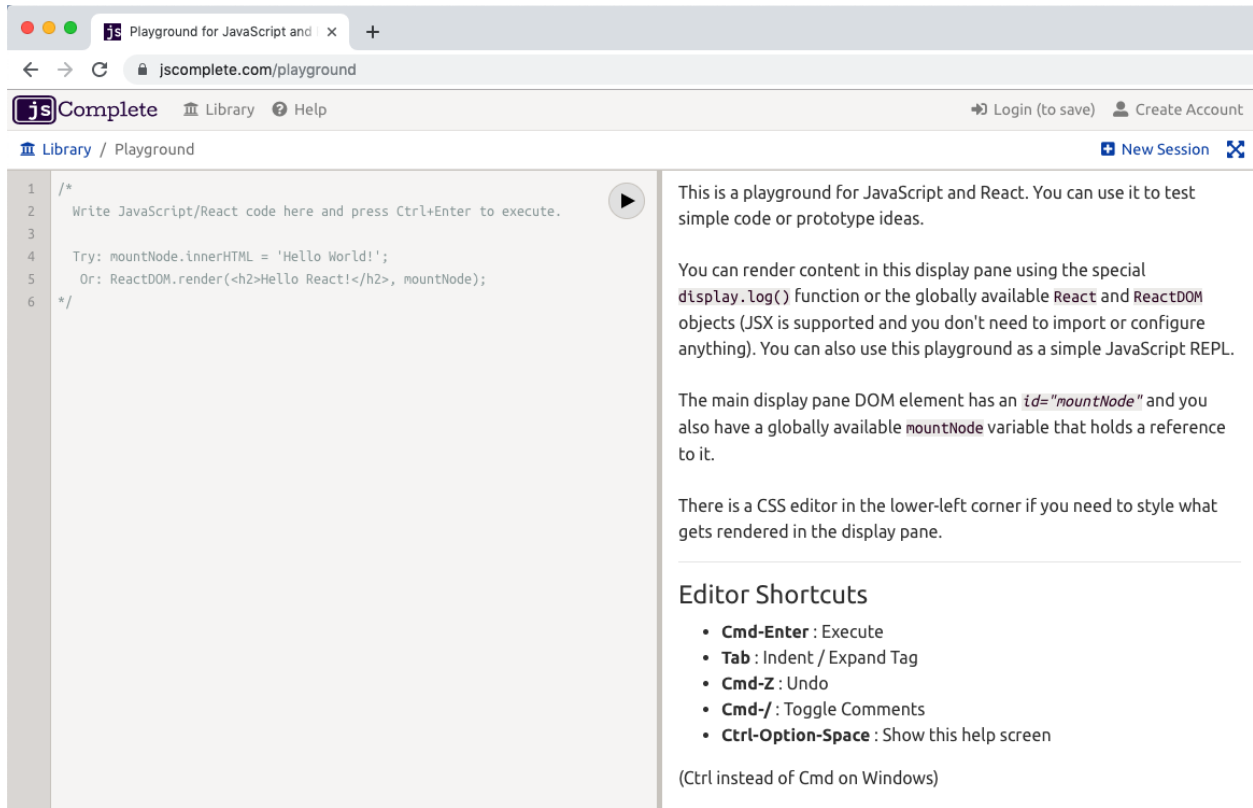 js Playground for JavaScript and
jscomplete.com/playground
jsComplete Library Help Login (to save) Create Account
Library / Playground New Session
1 /*
2 Write JavaScript/React code here and press Ctrl+Enter to execute.
3
4 Try: mountNode.innerHTML = 'Hello World!';
5 Or: ReactDOM.render(<h2>Hello React!</h2>, mountNode);
6 */
This is a playground for JavaScript and React. You can use it to test
simple code or prototype ideas.
You can render content in this display pane using the special
display.log() function or the globally available React and ReactDOM
objects (JSX is supported and you don't need to import or configure
anything). You can also use this playground as a simple JavaScript REPL.
The main display pane DOM element has an id="mountNode" and you
also have a globally available mountNode variable that holds a reference
to it.
There is a CSS editor in the lower-left corner if you need to style what
gets rendered in the display pane.
Editor Shortcuts
• Cmd-Enter : Execute
• Tab : Indent / Expand Tag
• Cmd-Z : Undo
• Cmd-/ : Toggle Comments
• Ctrl-Option-Space : Show this help screen
(Ctrl instead of Cmd on Windows)